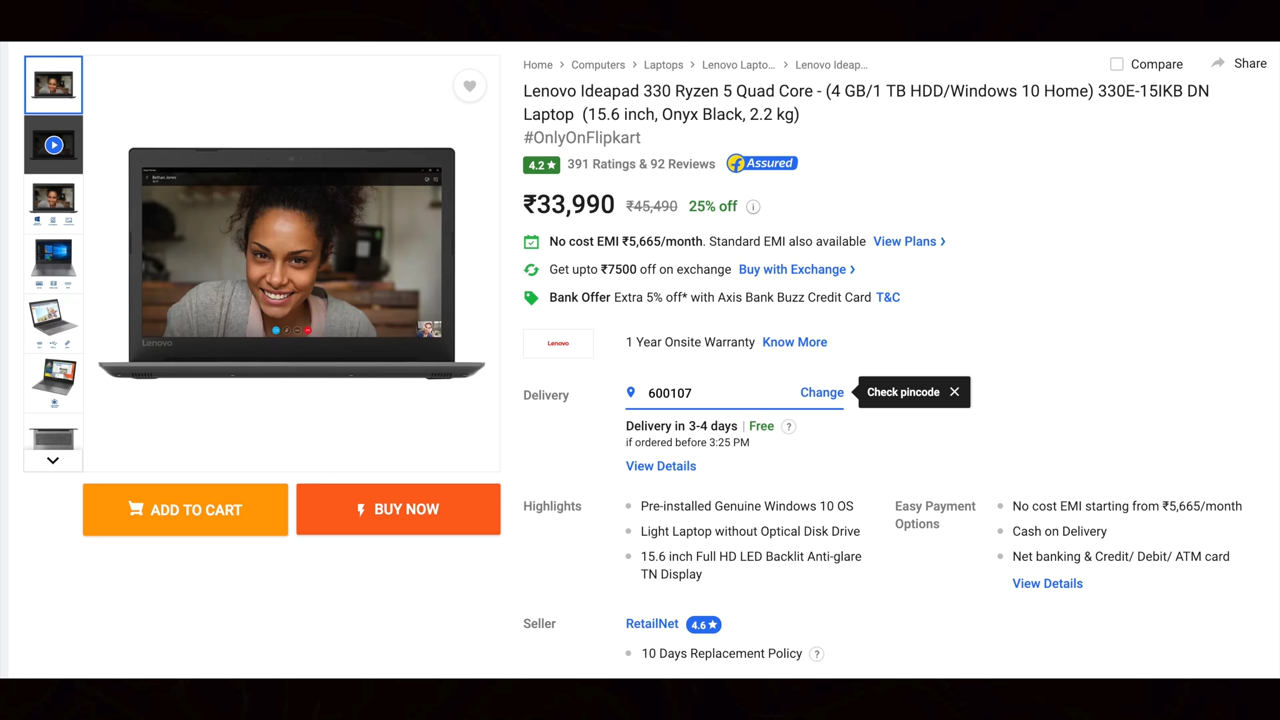 Home > Computers > Laptops > Lenovo Lapto... > Lenovo Ideap...
Compare
Share
Lenovo Ideapad 330 Ryzen 5 Quad Core - (4 GB/1 TB HDD/Windows 10 Home) 330E-15IKB DN
Laptop (15.6 inch, Onyx Black, 2.2 kg)
#OnlyOnFlipkart
4.2★ 391 Ratings & 92 Reviews Assured
₹33,990 ₹45,490 25% off
No cost EMI ₹5,665/month. Standard EMI also available View Plans >
Get upto ₹7500 off on exchange Buy with Exchange >
Bank Offer Extra 5% off* with Axis Bank Buzz Credit Card T&C
Lenovo
1 Year Onsite Warranty Know More
Delivery
600107 Change
Check pincode ✕
Delivery in 3-4 days | Free ?
if ordered before 3:25 PM
View Details
Lenovo
ADD TO CART
BUY NOW
Highlights
Pre-installed Genuine Windows 10 OS
Light Laptop without Optical Disk Drive
15.6 inch Full HD LED Backlit Anti-glare
TN Display
Easy Payment
Options
No cost EMI starting from ₹5,665/month
Cash on Delivery
Net banking & Credit/ Debit/ ATM card
View Details
Seller
RetailNet 4.6★
10 Days Replacement Policy ?